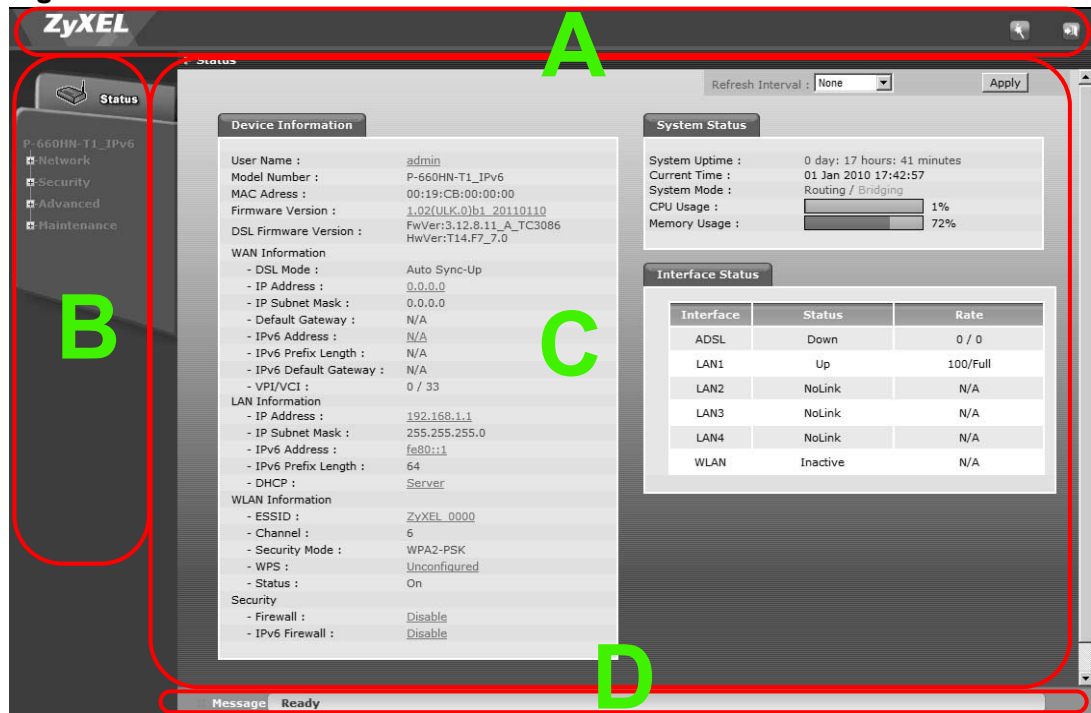 ZyXEL
A
Status
Status
Refresh Interval : None
Apply
P-660HN-T1_IPv6
Network
Security
Advanced
Maintenance
B
Device Information
User Name : admin
Model Number : P-660HN-T1_IPv6
MAC Adress : 00:19:CB:00:00:00
Firmware Version : 1.02(ULK.0)b1_20110110
DSL Firmware Version : FwVer:3.12.8.11_A_TC3086
HwVer:T14.F7_7.0
WAN Information
- DSL Mode : Auto Sync-Up
- IP Address : 0.0.0.0
- IP Subnet Mask : 0.0.0.0
- Default Gateway : N/A
- IPv6 Address : N/A
- IPv6 Prefix Length : N/A
- IPv6 Default Gateway : N/A
- VPI/VCI : 0 / 33
LAN Information
- IP Address : 192.168.1.1
- IP Subnet Mask : 255.255.255.0
- IPv6 Address : fe80::1
- IPv6 Prefix Length : 64
- DHCP : Server
WLAN Information
- ESSID : ZyXEL_0000
- Channel : 6
- Security Mode : WPA2-PSK
- WPS : Unconfigured
- Status : On
Security
- Firewall : Disable
- IPv6 Firewall : Disable
C
System Status
System Uptime : 0 day: 17 hours: 41 minutes
Current Time : 01 Jan 2010 17:42:57
System Mode : Routing / Bridging
CPU Usage : 1%
Memory Usage : 72%
Interface Status
Interface Status Rate
ADSL Down 0 / 0
LAN1 Up 100/Full
LAN2 NoLink N/A
LAN3 NoLink N/A
LAN4 NoLink N/A
WLAN Inactive N/A
D
Message Ready